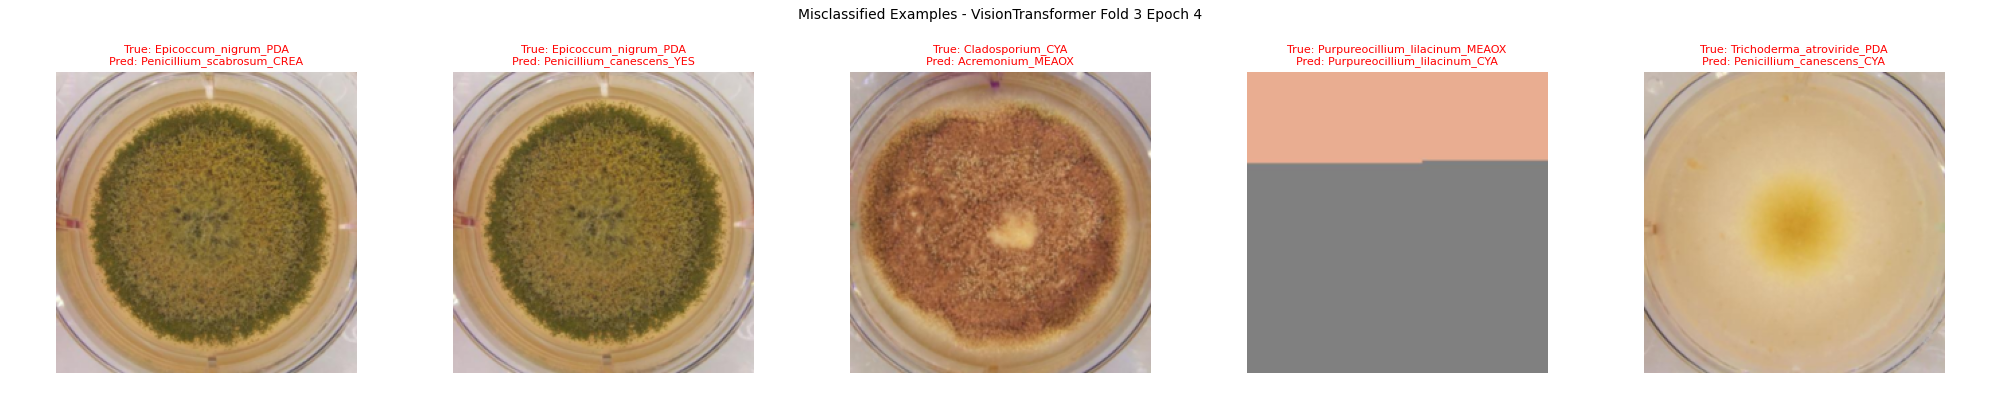 Misclassified Examples - VisionTransformer Fold 3 Epoch 4
True: Epicoccum_nigrum_PDA
Pred: Penicillium_scabrosum_CREA
True: Epicoccum_nigrum_PDA
Pred: Penicillium_canescens_YES
True: Cladosporium_CYA
Pred: Acremonium_MEAOX
True: Purpureocillium_lilacinum_MEAOX
Pred: Purpureocillium_lilacinum_CYA
True: Trichoderma_atroviride_PDA
Pred: Penicillium_canescens_CYA